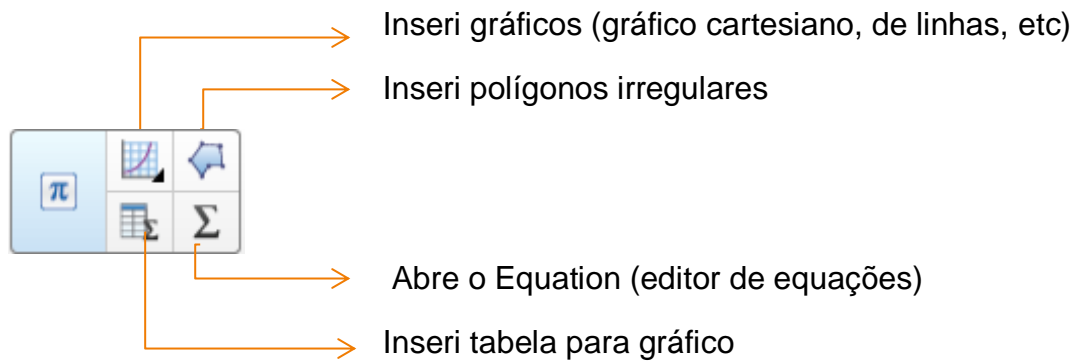 Inseri gráficos (gráfico cartesiano, de linhas, etc)
Inseri polígonos irregulares
π
Σ
Σ
Abre o Equation (editor de equações)
Inseri tabela para gráfico